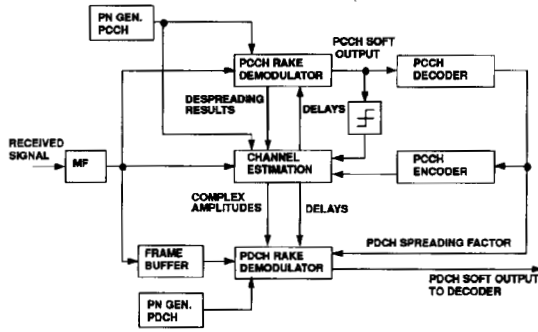 PN GEN.
PCCH
PCCH RAKE
DEMODULATOR
PCCH SOFT
OUTPUT
PCCH
DECODER
DESPREADING
RESULTS
DELAYS
RECEIVED
SIGNAL
MF
CHANNEL
ESTIMATION
PCCH
ENCODER
COMPLEX
AMPLITUDES
DELAYS
PDCH SPREADING FACTOR
FRAME
BUFFER
PDCH RAKE
DEMODULATOR
PDCH SOFT OUTPUT
TO DECODER
PN GEN.
PDCH